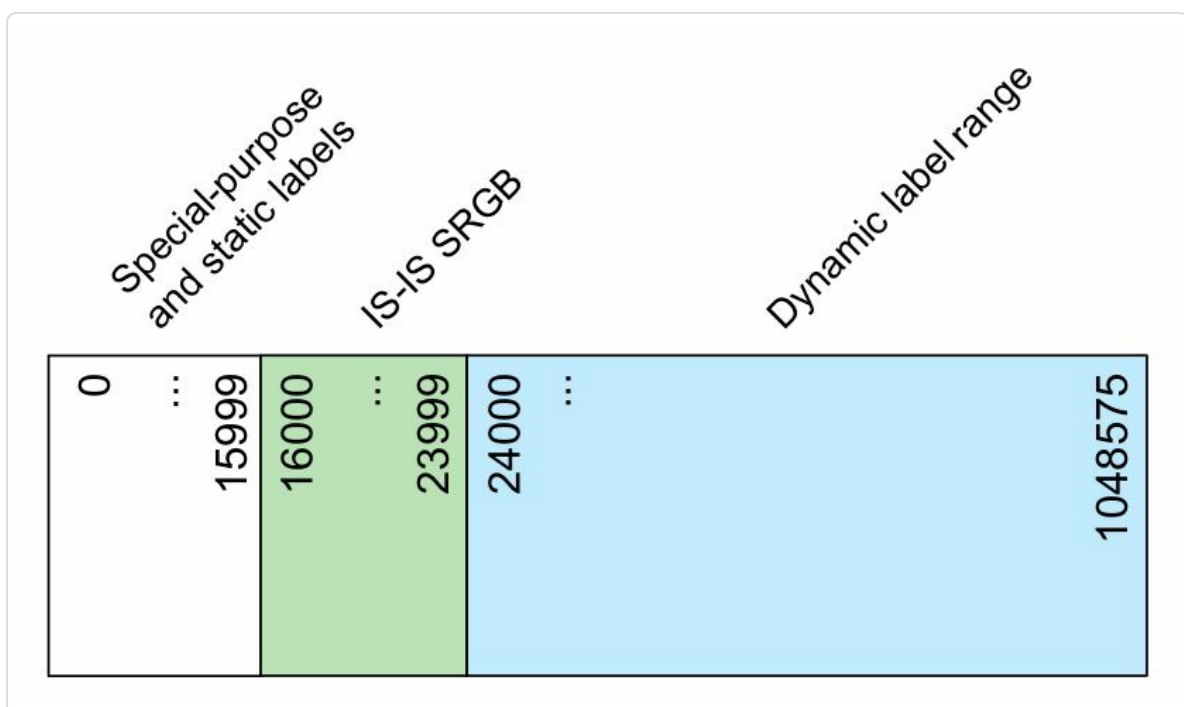 Special-purpose
and static labels
IS-IS SRGB
Dynamic label range
0
...
15999
16000
...
23999
24000
...
1048575